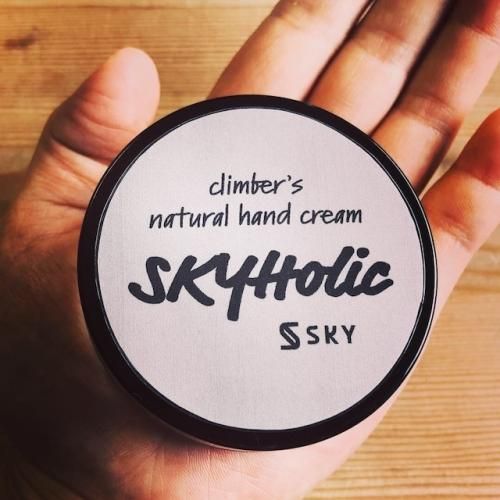 climber's
natural hand cream
SKYHolic
SKY